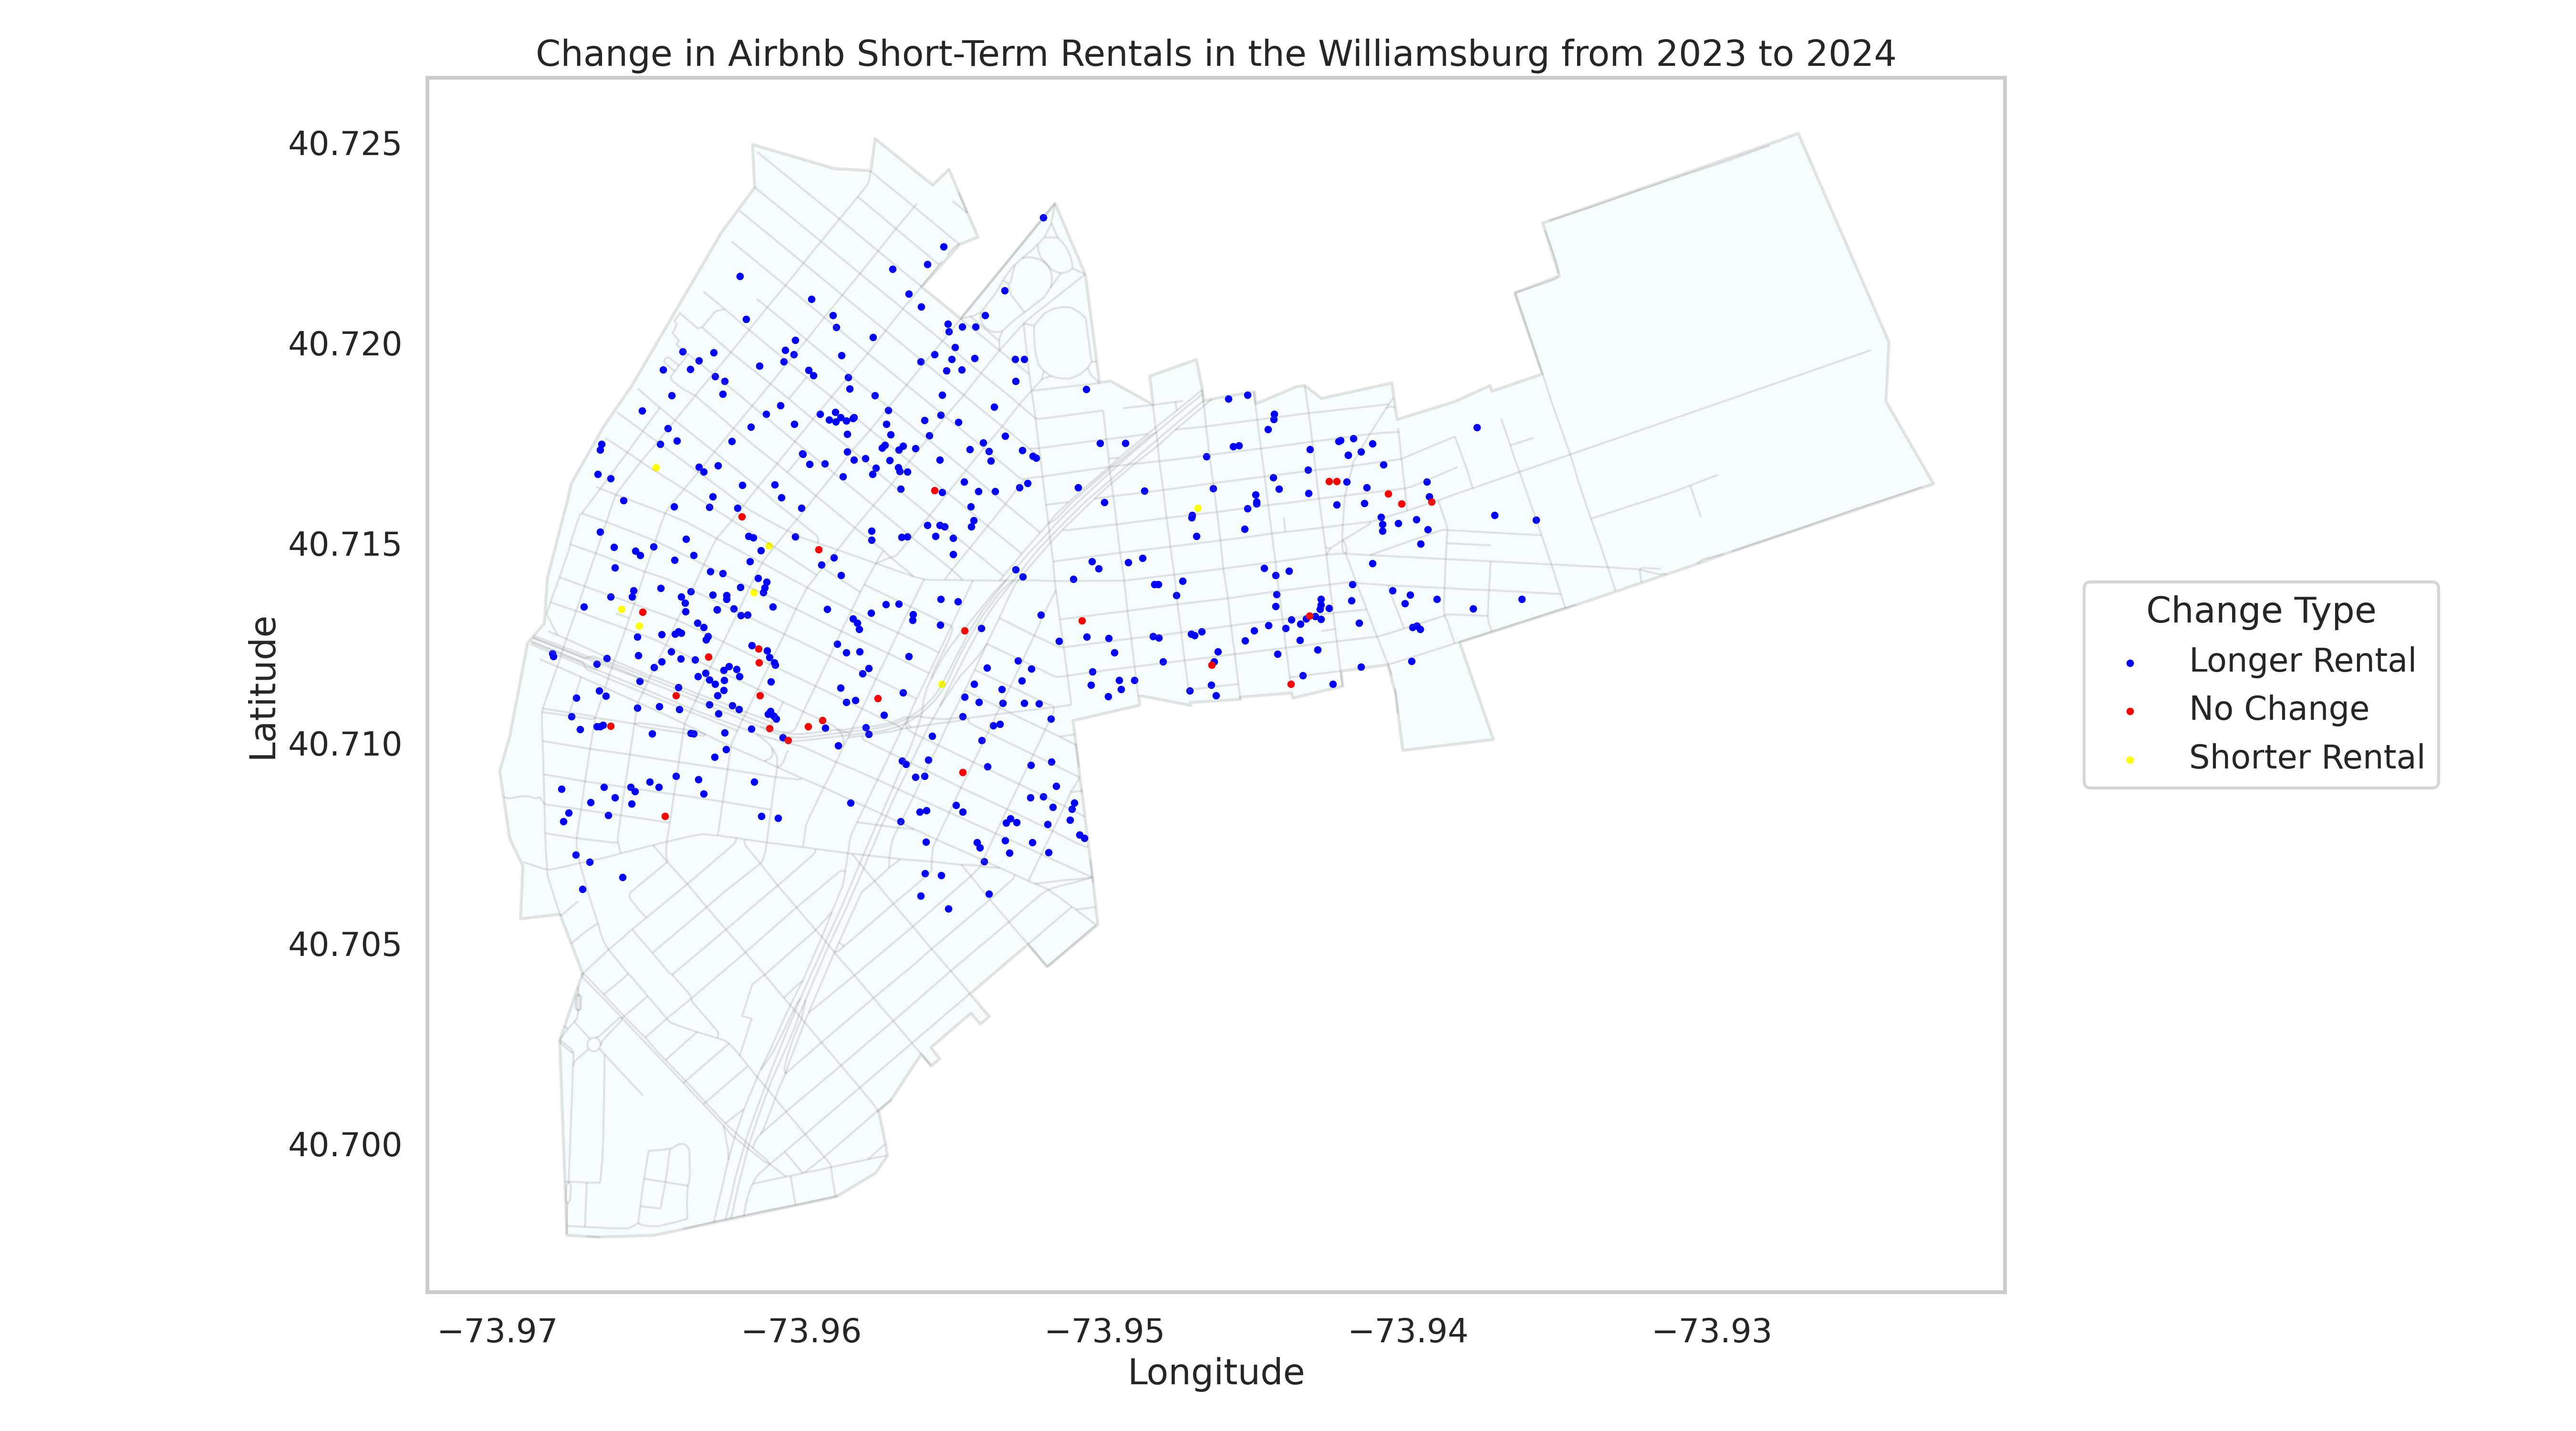 Change in Airbnb Short-Term Rentals in the Williamsburg from 2023 to 2024
40.725
40.720
40.715
40.710
40.705
40.700
Latitude
−73.97
−73.96
−73.95
−73.94
−73.93
Longitude
Change Type
Longer Rental
No Change
Shorter Rental